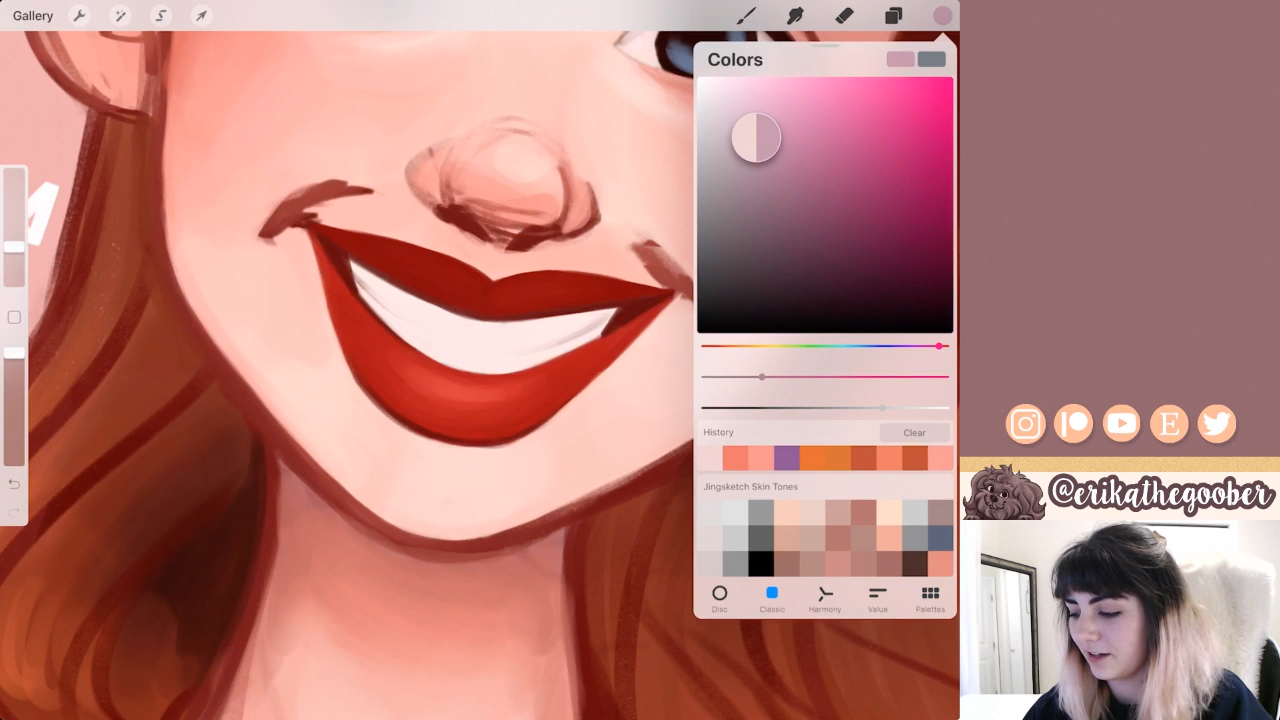 Gallery
Colors
History
Clear
Jingsketch Skin Tones
Disc
Classic
Harmony
Value
Palettes
E
@erikathegoober